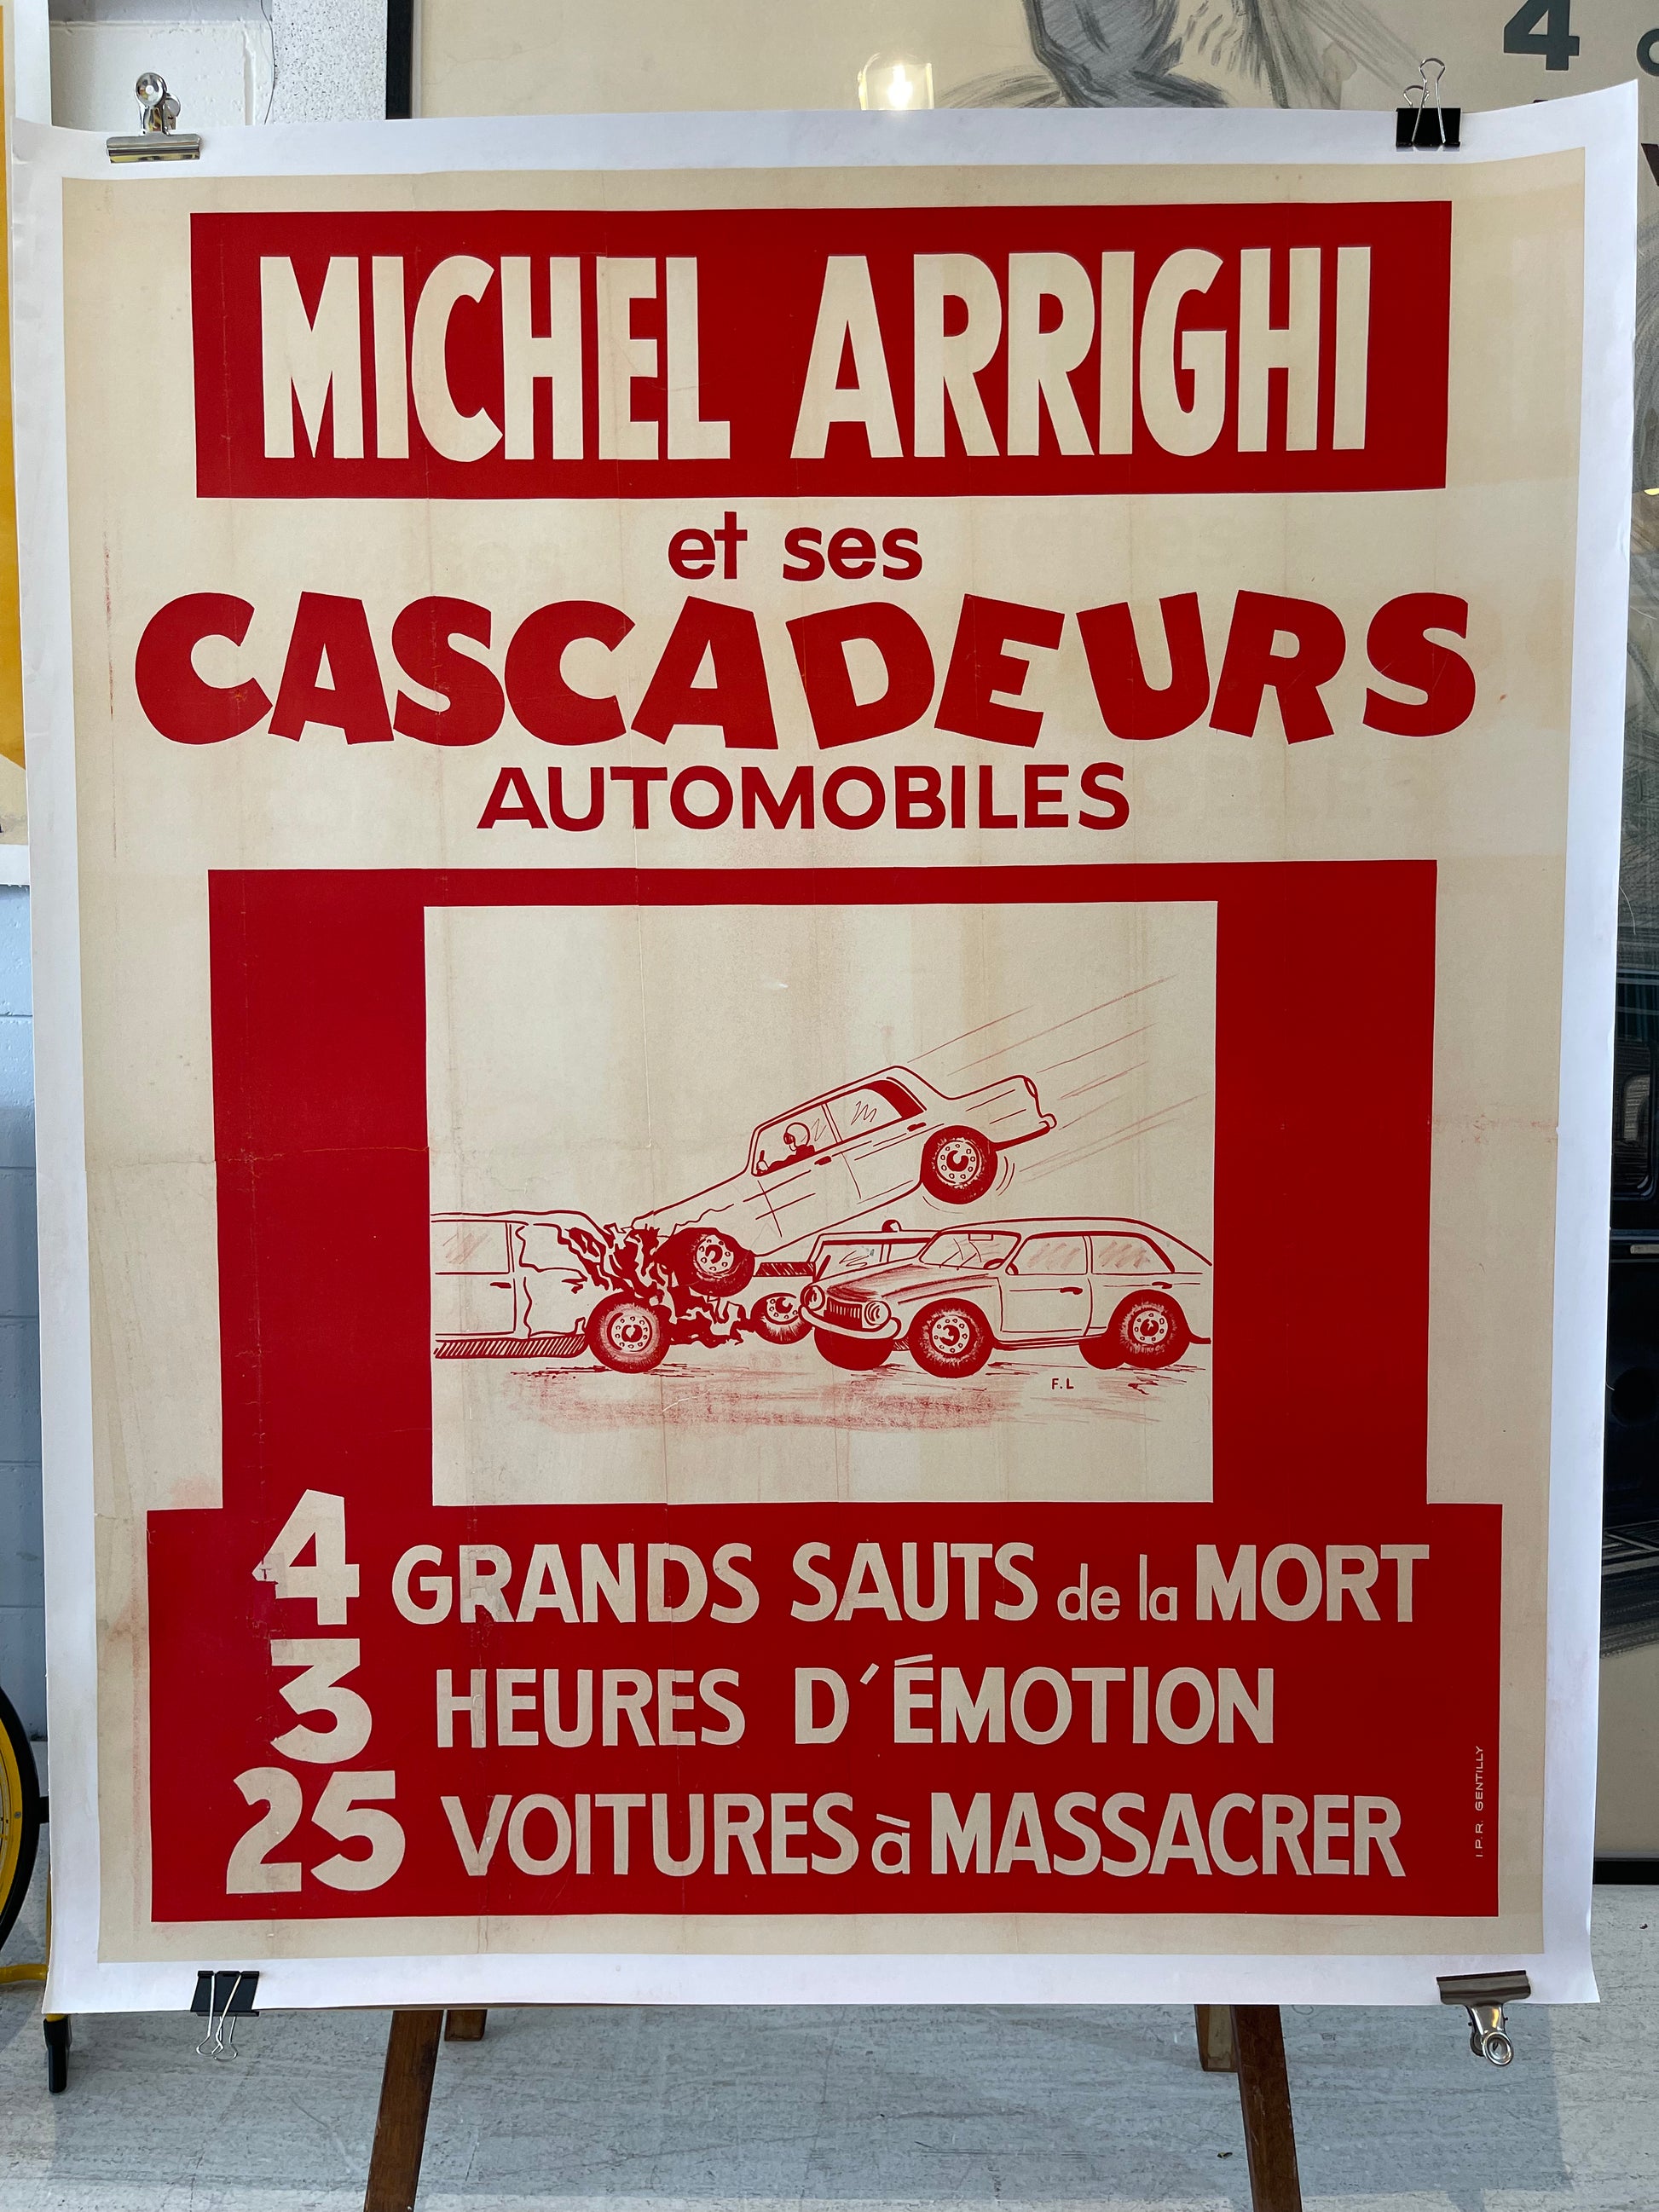 4
MICHEL ARRIGHI
et ses
CASCADEURS
AUTOMOBILES
F.L
4 GRANDS SAUTS de la MORT
3 HEURES D'ÉMOTION
25 VOITURES à MASSACRER
I.P.R. GENTILLY